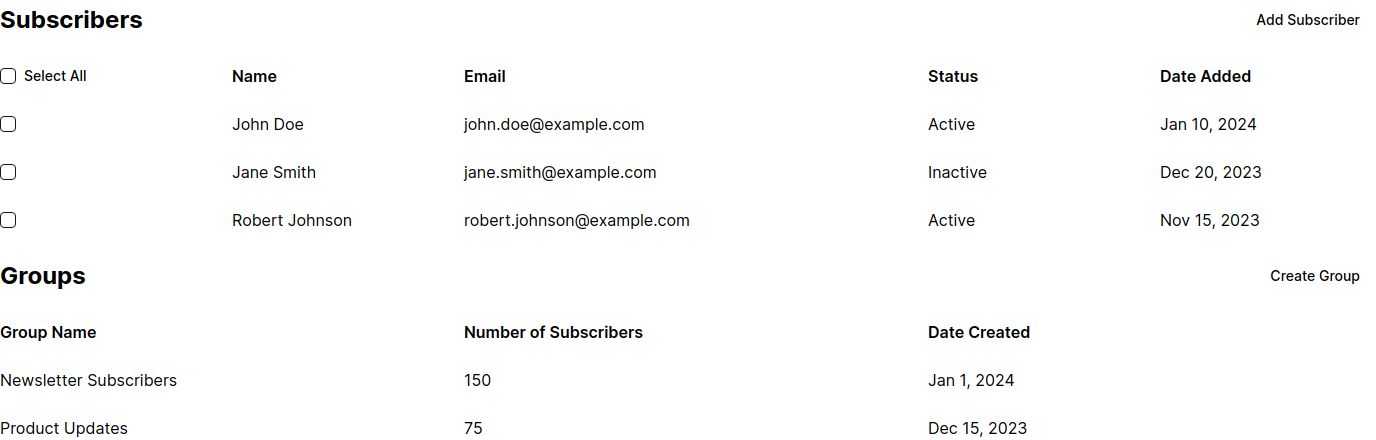 Subscribers Add Subscriber
Select All Name Email Status Date Added
John Doe john.doe@example.com Active Jan 10, 2024
Jane Smith jane.smith@example.com Inactive Dec 20, 2023
Robert Johnson robert.johnson@example.com Active Nov 15, 2023
Groups Create Group
Group Name Number of Subscribers Date Created
Newsletter Subscribers 150 Jan 1, 2024
Product Updates 75 Dec 15, 2023